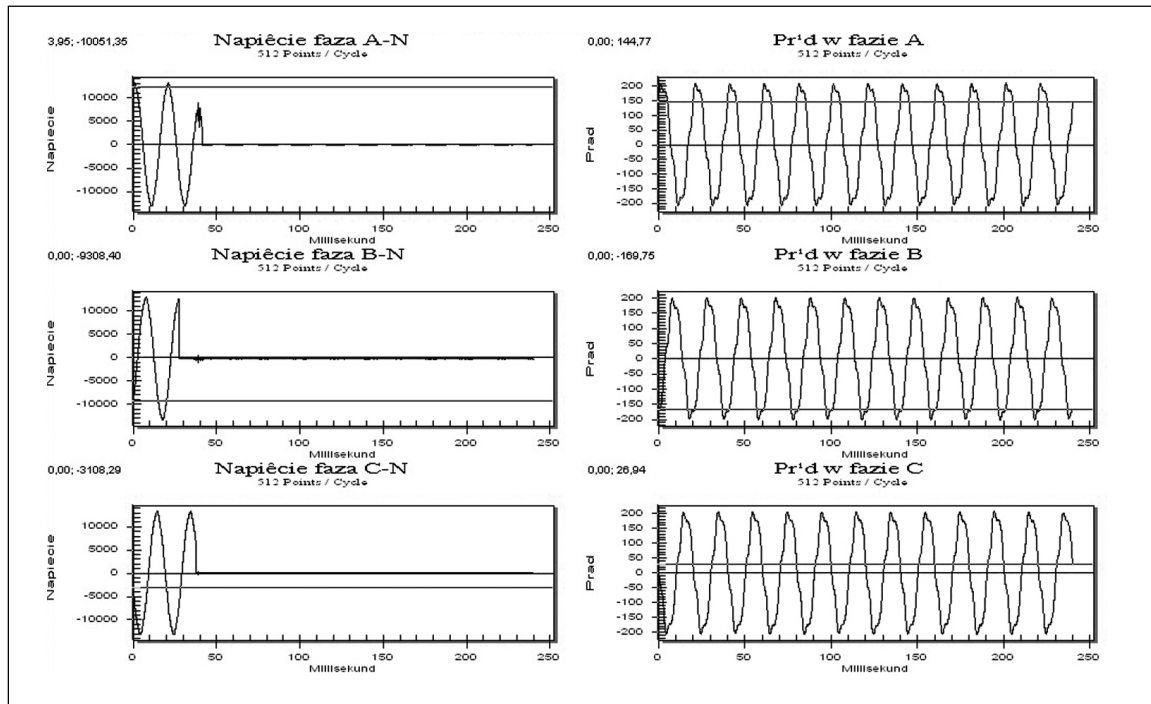 3,95; -10051,35
Napiêcie faza A-N
512 Points / Cycle
Napiecie
10000
5000
0
-5000
-10000
0 50 100 150 200 250
Millisekund
0,00; 144,77
Pr¹d w fazie A
512 Points / Cycle
Prad
200
150
100
50
0
-50
-100
-150
-200
0 50 100 150 200 250
Millisekund
0,00; -9308,40
Napiêcie faza B-N
512 Points / Cycle
Napiecie
10000
5000
0
-5000
-10000
0 50 100 150 200 250
Millisekund
0,00; -169,75
Pr¹d w fazie B
512 Points / Cycle
Prad
200
150
100
50
0
-50
-100
-150
-200
0 50 100 150 200 250
Millisekund
0,00; -3108,29
Napiêcie faza C-N
512 Points / Cycle
Napiecie
10000
5000
0
-5000
-10000
0 50 100 150 200 250
Millisekund
0,00; 26,94
Pr¹d w fazie C
512 Points / Cycle
Prad
200
150
100
50
0
-50
-100
-150
-200
0 50 100 150 200 250
Millisekund